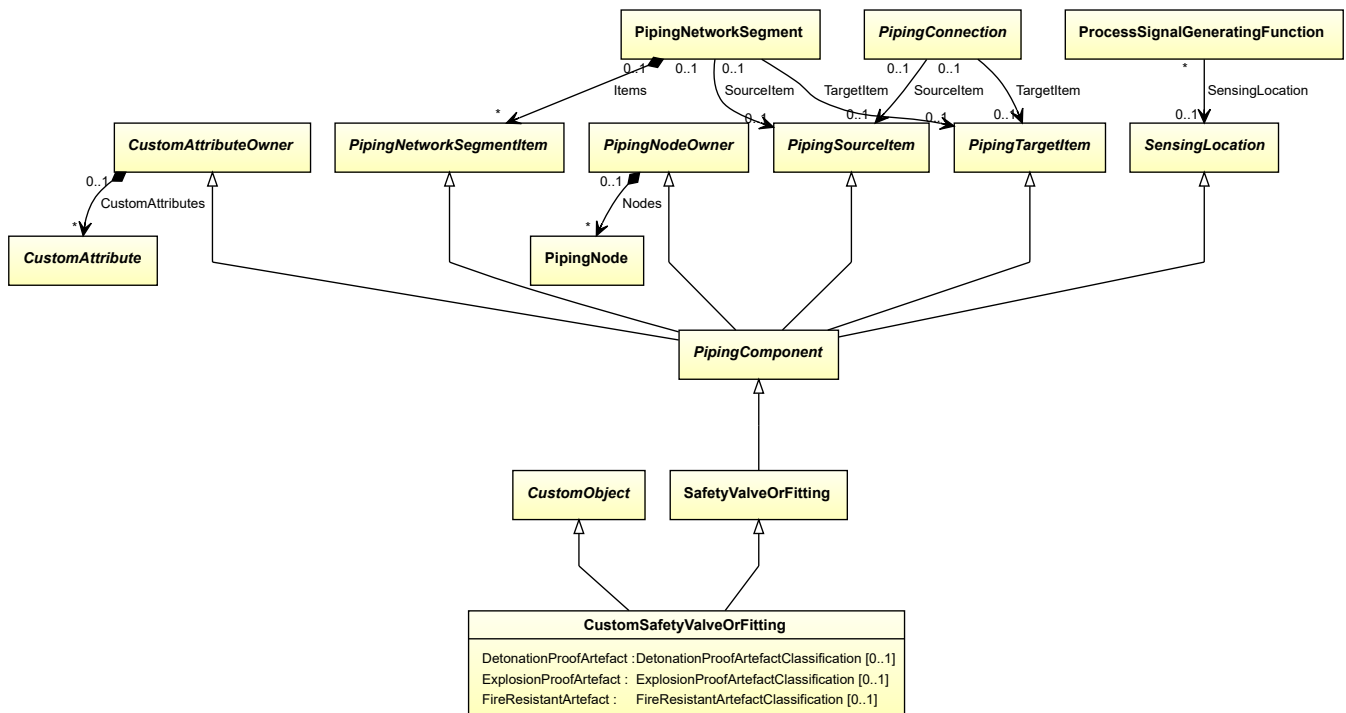 PipingNetworkSegment
PipingConnection
ProcessSignalGeneratingFunction
0..1
0..1
0..1
0..1
0..1
*
Items
SourceItem
TargetItem
SourceItem
TargetItem
SensingLocation
*
0..1
0..1
0..1
0..1
0..1
CustomAttributeOwner
PipingNetworkSegmentItem
PipingNodeOwner
PipingSourceItem
PipingTargetItem
SensingLocation
0..1
0..1
CustomAttributes
Nodes
*
*
CustomAttribute
PipingNode
PipingComponent
CustomObject
SafetyValveOrFitting
CustomSafetyValveOrFitting
DetonationProofArtefact : DetonationProofArtefactClassification [0..1]
ExplosionProofArtefact : ExplosionProofArtefactClassification [0..1]
FireResistantArtefact : FireResistantArtefactClassification [0..1]